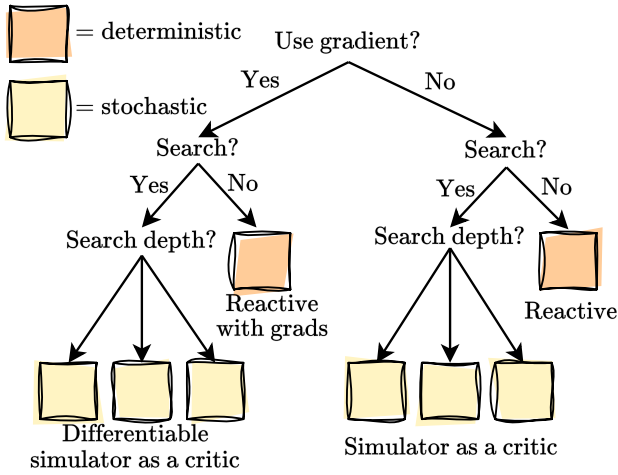 = deterministic
= stochastic
Use gradient?
Yes
No
Search?
Search?
Yes
No
Yes
No
Search depth?
Search depth?
Reactive
with grads
Reactive
Differentiable
simulator as a critic
Simulator as a critic